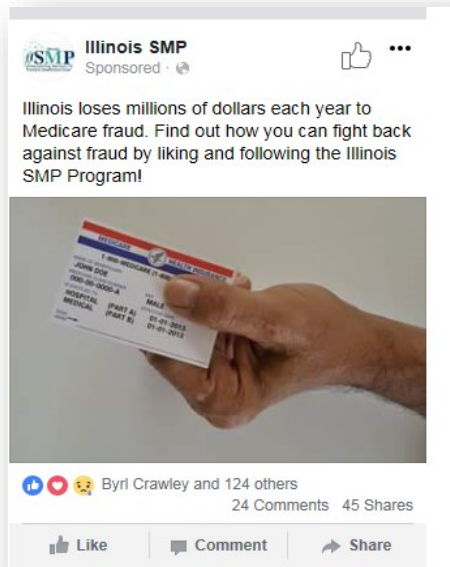 SMP
Illinois SMP
Sponsored ·
Illinois loses millions of dollars each year to
Medicare fraud. Find out how you can fight back
against fraud by liking and following the Illinois
SMP Program!
MEDICARE
HEALTH INSURANCE
1-800-MEDICARE
JOHN DOE
000-00-0000-A
MALE
HOSPITAL (PART A) 01-01-2013
MEDICAL (PART B) 01-01-2013
Byrl Crawley and 124 others
24 Comments 45 Shares
Like Comment Share